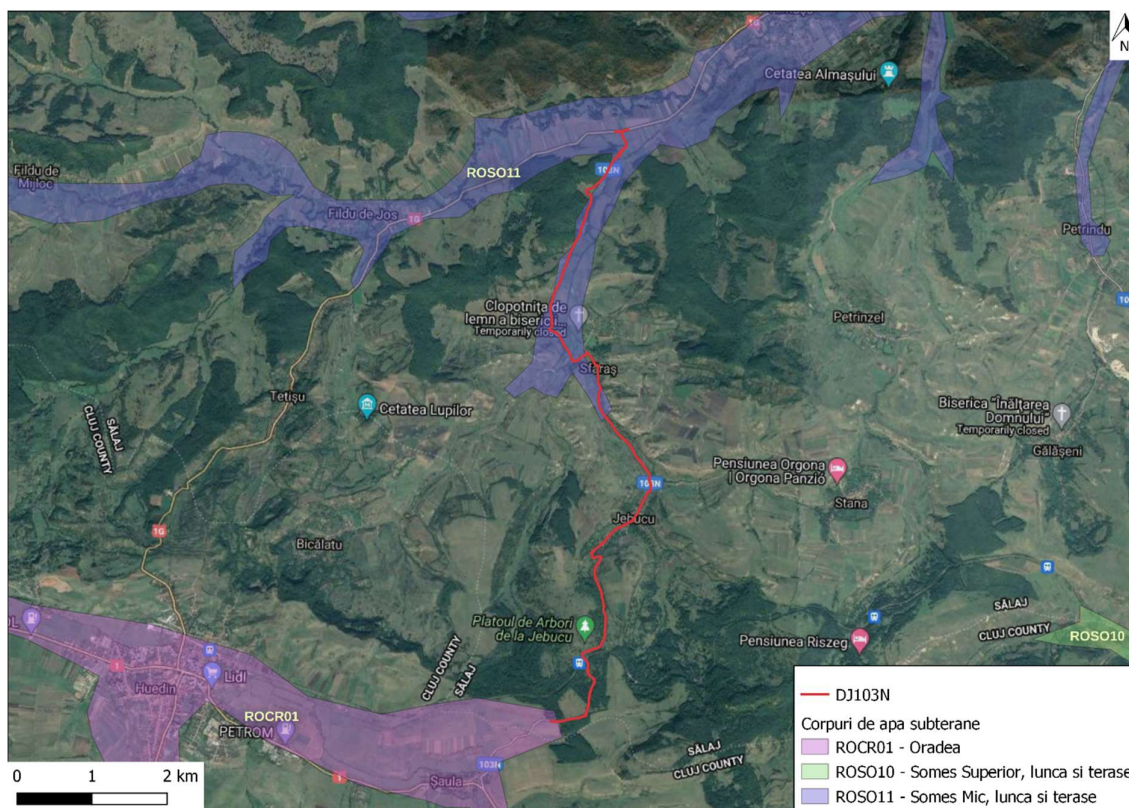 1G
N
Cetatea Almașului
Fildu de
Mijloc
ROSO11
103N
Fildu de Jos
1G
Petrindu
Clopotnița de
lemn a bisericii...
Temporarily closed
Petrinzel
Sfăraș
Tetișu
Cetatea Lupilor
SĂLAJ
CLUJ COUNTY
Biserica "Înălțarea
Domnului"
Temporarily closed
Gălășeni
Pensiunea Orgona
| Orgona Panzió
Stana
103N
Jebucu
1G
Bicălatu
Platoul de Arbori
de la Jebucu
CLUJ COUNTY
SĂLAJ
Pensiunea Riszeg
SĂLAJ
CLUJ COUNTY
ROSO10
1
Huedin
Lidl
ROCR01
PETROM
1
Șaula
103N
SĂLAJ
CLUJ COUNTY
0 1 2 km
DJ103N
Corpuri de apa subterane
ROCR01 - Oradea
ROSO10 - Somes Superior, lunca si terase
ROSO11 - Somes Mic, lunca si terase